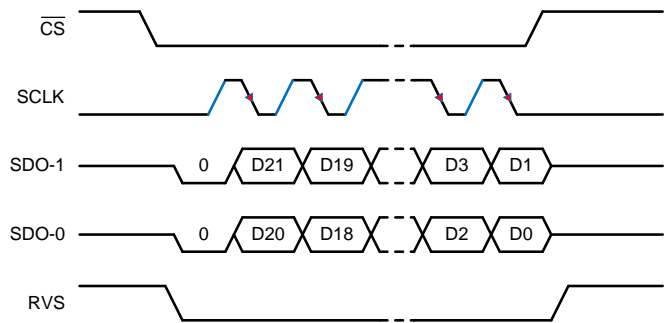 CS
SCLK
SDO-1 0 D21 D19 D3 D1
SDO-0 0 D20 D18 D2 D0
RVS